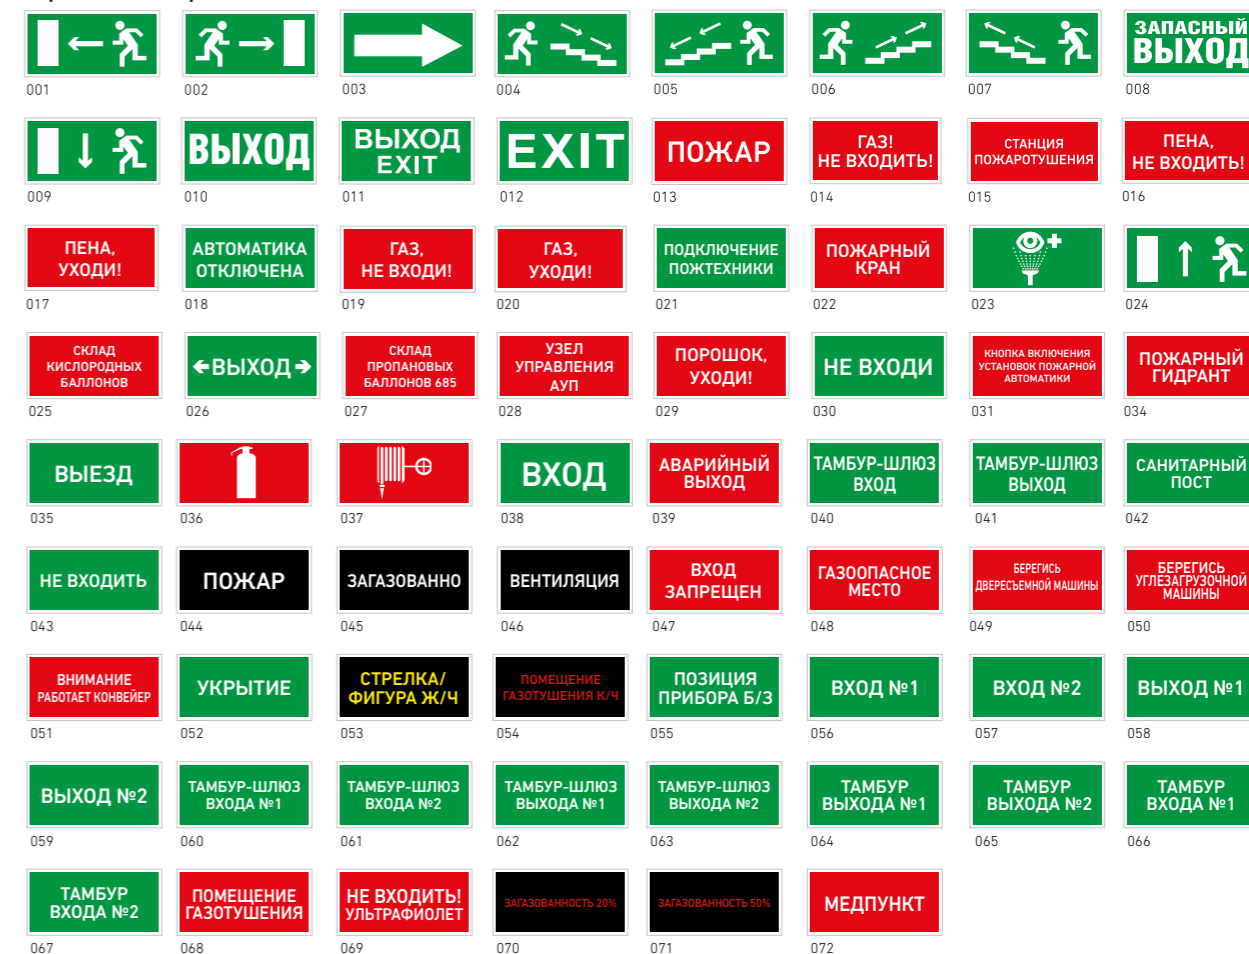 ЗАПАСНЫЙ
ВЫХОД
001 002 003 004 005 006 007 008
ВЫХОД
ВЫХОД
EXIT
EXIT
ПОЖАР
ГАЗ!
НЕ ВХОДИТЬ!
СТАНЦИЯ
ПОЖАРОТУШЕНИЯ
ПЕНА,
НЕ ВХОДИТЬ!
009 010 011 012 013 014 015 016
ПЕНА,
УХОДИ!
АВТОМАТИКА
ОТКЛЮЧЕНА
ГАЗ,
НЕ ВХОДИ!
ГАЗ,
УХОДИ!
ПОДКЛЮЧЕНИЕ
ПОЖТЕХНИКИ
ПОЖАРНЫЙ
КРАН
017 018 019 020 021 022 023 024
СКЛАД
КИСЛОРОДНЫХ
БАЛЛОНОВ
ВЫХОД
СКЛАД
ПРОПАНОВЫХ
БАЛЛОНОВ 685
УЗЕЛ
УПРАВЛЕНИЯ
АУП
ПОРОШОК,
УХОДИ!
НЕ ВХОДИ
КНОПКА ВКЛЮЧЕНИЯ
УСТАНОВОК ПОЖАРНОЙ
АВТОМАТИКИ
ПОЖАРНЫЙ
ГИДРАНТ
025 026 027 028 029 030 031 034
ВЫЕЗД
ВХОД
АВАРИЙНЫЙ
ВЫХОД
ТАМБУР-ШЛЮЗ
ВХОД
ТАМБУР-ШЛЮЗ
ВЫХОД
САНИТАРНЫЙ
ПОСТ
035 036 037 038 039 040 041 042
НЕ ВХОДИТЬ
ПОЖАР
ЗАГАЗОВАННО
ВЕНТИЛЯЦИЯ
ВХОД
ЗАПРЕЩЕН
ГАЗООПАСНОЕ
МЕСТО
БЕРЕГИСЬ
ДВЕРЕСЪЕМНОЙ МАШИНЫ
БЕРЕГИСЬ
УГЛЕЗАГРУЗОЧНОЙ
МАШИНЫ
043 044 045 046 047 048 049 050
ВНИМАНИЕ
РАБОТАЕТ КОНВЕЙЕР
УКРЫТИЕ
СТРЕЛКА/
ФИГУРА Ж/Ч
ПОМЕЩЕНИЕ
ГАЗОТУШЕНИЯ К/Ч
ПОЗИЦИЯ
ПРИБОРА Б/З
ВХОД №1
ВХОД №2
ВЫХОД №1
051 052 053 054 055 056 057 058
ВЫХОД №2
ТАМБУР-ШЛЮЗ
ВХОДА №1
ТАМБУР-ШЛЮЗ
ВХОДА №2
ТАМБУР-ШЛЮЗ
ВЫХОДА №1
ТАМБУР-ШЛЮЗ
ВЫХОДА №2
ТАМБУР
ВЫХОДА №1
ТАМБУР
ВЫХОДА №2
ТАМБУР
ВХОДА №1
059 060 061 062 063 064 065 066
ТАМБУР
ВХОДА №2
ПОМЕЩЕНИЕ
ГАЗОТУШЕНИЯ
НЕ ВХОДИТЬ!
УЛЬТРАФИОЛЕТ
ЗАГАЗОВАННОСТЬ 20%
ЗАГАЗОВАННОСТЬ 50%
МЕДПУНКТ
067 068 069 070 071 072